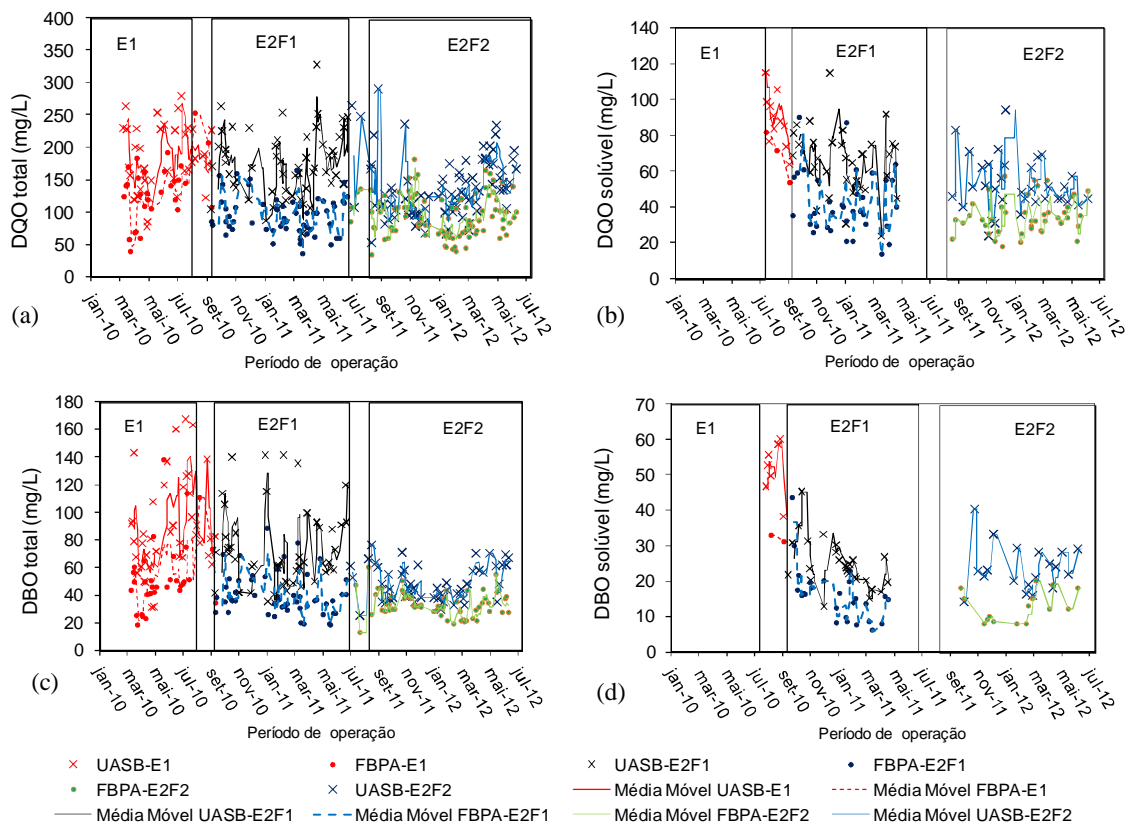 400
350
300
250
200
150
100
50
0
DQO total (mg/L)
E1
E2F1
E2F2
jan-10
mar-10
mai-10
jul-10
set-10
nov-10
jan-11
mar-11
mai-11
jul-11
set-11
nov-11
jan-12
mar-12
mai-12
jul-12
(a)
Período de operação
140
120
100
80
60
40
20
0
DQO solúvel (mg/L)
E1
E2F1
E2F2
jan-10
mar-10
mai-10
jul-10
set-10
nov-10
jan-11
mar-11
mai-11
jul-11
set-11
nov-11
jan-12
mar-12
mai-12
jul-12
(b)
Período de operação
180
160
140
120
100
80
60
40
20
0
DBO total (mg/L)
E1
E2F1
E2F2
jan-10
mar-10
mai-10
jul-10
set-10
nov-10
jan-11
mar-11
mai-11
jul-11
set-11
nov-11
jan-12
mar-12
mai-12
jul-12
(c)
Período de operação
70
60
50
40
30
20
10
0
DBO solúvel (mg/L)
E1
E2F1
E2F2
jan-10
mar-10
mai-10
jul-10
set-10
nov-10
jan-11
mar-11
mai-11
jul-11
set-11
nov-11
jan-12
mar-12
mai-12
jul-12
(d)
Período de operação
UASB-E1
FBPA-E1
UASB-E2F1
FBPA-E2F1
FBPA-E2F2
UASB-E2F2
Média Móvel UASB-E1
Média Móvel FBPA-E1
Média Móvel UASB-E2F1
Média Móvel FBPA-E2F1
Média Móvel FBPA-E2F2
Média Móvel UASB-E2F2